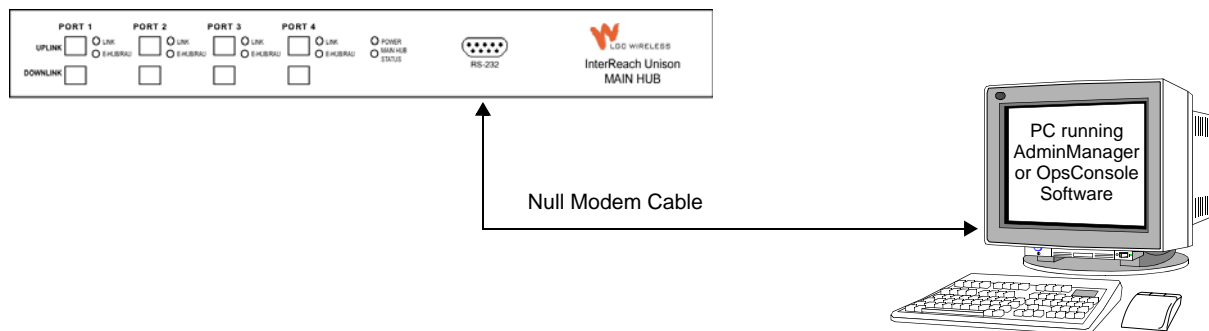 PORT 1 PORT 2 PORT 3 PORT 4
UPLINK LINK LINK LINK LINK POWER
E-HUB/RAU E-HUB/RAU E-HUB/RAU E-HUB/RAU MAIN HUB
STATUS
DOWNLINK
RS-232
LGC WIRELESS
InterReach Unison
MAIN HUB
PC running
AdminManager
or OpsConsole
Software
Null Modem Cable